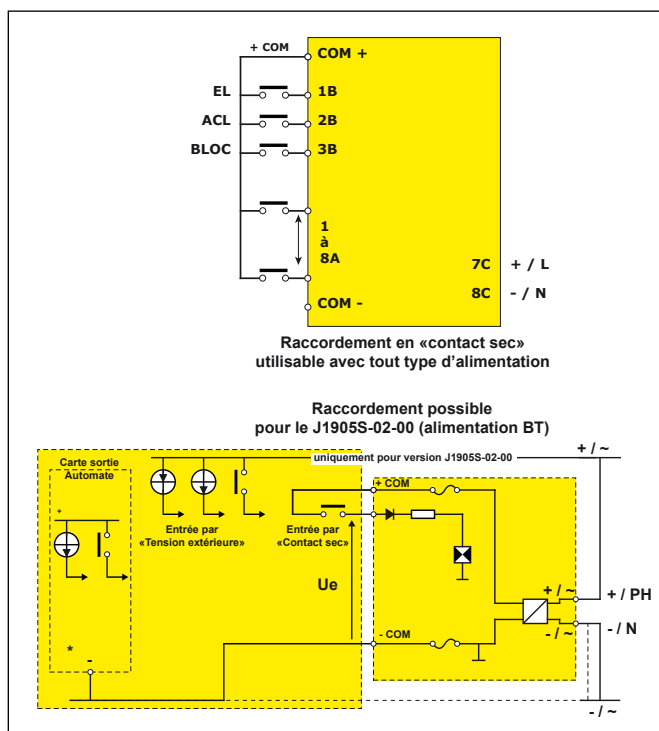 + COM
COM +
EL
1B
ACL
2B
BLOC
3B
1
à
8A
7C + / L
8C - / N
COM -
Raccordement en «contact sec»
utilisable avec tout type d'alimentation
Raccordement possible
pour le J1905S-02-00 (alimentation BT)
Carte sortie
Automate
uniquement pour version J1905S-02-00
+ / ~
+ COM
+
Entrée par
«Tension extérieure»
Entrée par
«Contact sec»
Ue
+ / ~
+ / PH
- / ~
- / N
- COM
*
-
- / ~